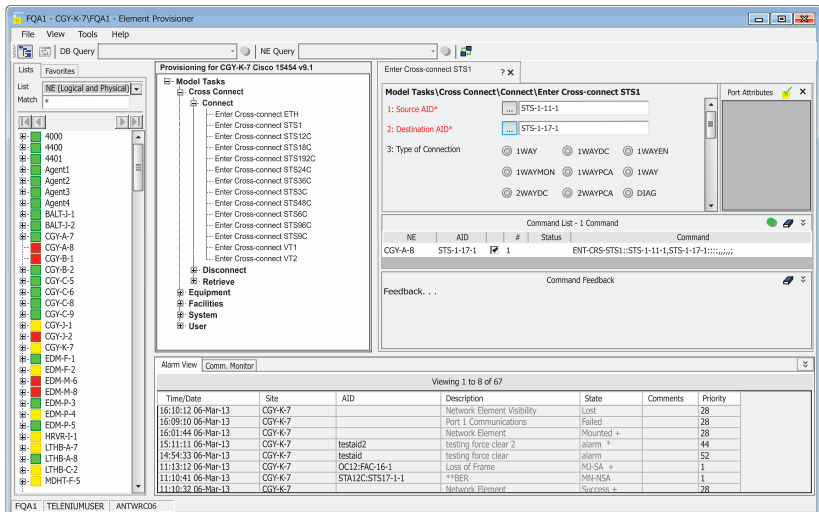 FQA1 - CGY-K-7\FQA1 - Element Provisioner
File View Tools Help
DB Query NE Query
Lists Favorites
List NE (Logical and Physical)
Match *
4000
4400
4401
Agent1
Agent2
Agent3
Agent4
BALT-J-1
BALT-J-2
CGY-A-7
CGY-A-8
CGY-B-1
CGY-B-2
CGY-C-5
CGY-C-6
CGY-C-8
CGY-C-9
CGY-J-1
CGY-J-2
CGY-K-7
EDM-F-1
EDM-F-2
EDM-M-6
EDM-M-8
EDM-P-3
EDM-P-4
EDM-P-5
HRVR-I-1
LTHB-A-7
LTHB-A-8
LTHB-C-2
MDHT-F-5
Provisioning for CGY-K-7 Cisco 15454 v9.1
Model Tasks
Cross Connect
Connect
Enter Cross-connect ETH
Enter Cross-connect STS1
Enter Cross-connect STS12C
Enter Cross-connect STS18C
Enter Cross-connect STS192C
Enter Cross-connect STS24C
Enter Cross-connect STS36C
Enter Cross-connect STS3C
Enter Cross-connect STS48C
Enter Cross-connect STS6C
Enter Cross-connect STS96C
Enter Cross-connect STS9C
Enter Cross-connect VT1
Enter Cross-connect VT2
Disconnect
Retrieve
Equipment
Facilities
System
User
Enter Cross-connect STS1 ? X
Model Tasks\Cross Connect\Connect\Enter Cross-connect STS1
1: Source AID* ... STS-1-11-1
2: Destination AID* ... STS-1-17-1
3: Type of Connection 1WAY 1WAYDC 1WAYEN
1WAYMON 1WAYPCA 1WAY
2WAYDC 2WAYPCA DIAG
Port Attributes X
Command List - 1 Command
NE AID # Status Command
CGY-A-8 STS-1-17-1 1 ENT-CRS-STS1::STS-1-11-1,STS-1-17-1::::,,;,,;
Command Feedback
Feedback. . .
Alarm View Comm. Monitor
Viewing 1 to 8 of 67
Time/Date Site AID Description State Comments Priority
16:10:12 06-Mar-13 CGY-K-7 Network Element Visibility Lost 28
16:09:10 06-Mar-13 CGY-K-7 Port 1 Communications Failed 28
16:01:44 06-Mar-13 CGY-K-7 Network Element Mounted + 28
15:11:11 06-Mar-13 CGY-K-7 testaid2 testing force clear 2 alarm * 44
14:54:33 06-Mar-13 CGY-K-7 testaid testing force clear alarm 52
11:13:12 06-Mar-13 CGY-K-7 OC12:FAC-16-1 Loss of Frame MJ-SA + 1
11:10:41 06-Mar-13 CGY-K-7 STA12C:STS17-1-1 **BER MN-NSA 1
11:10:32 06-Mar-13 CGY-K-7 Network Element Success + 28
FQA1 TELENIUMUSER ANTWRC06